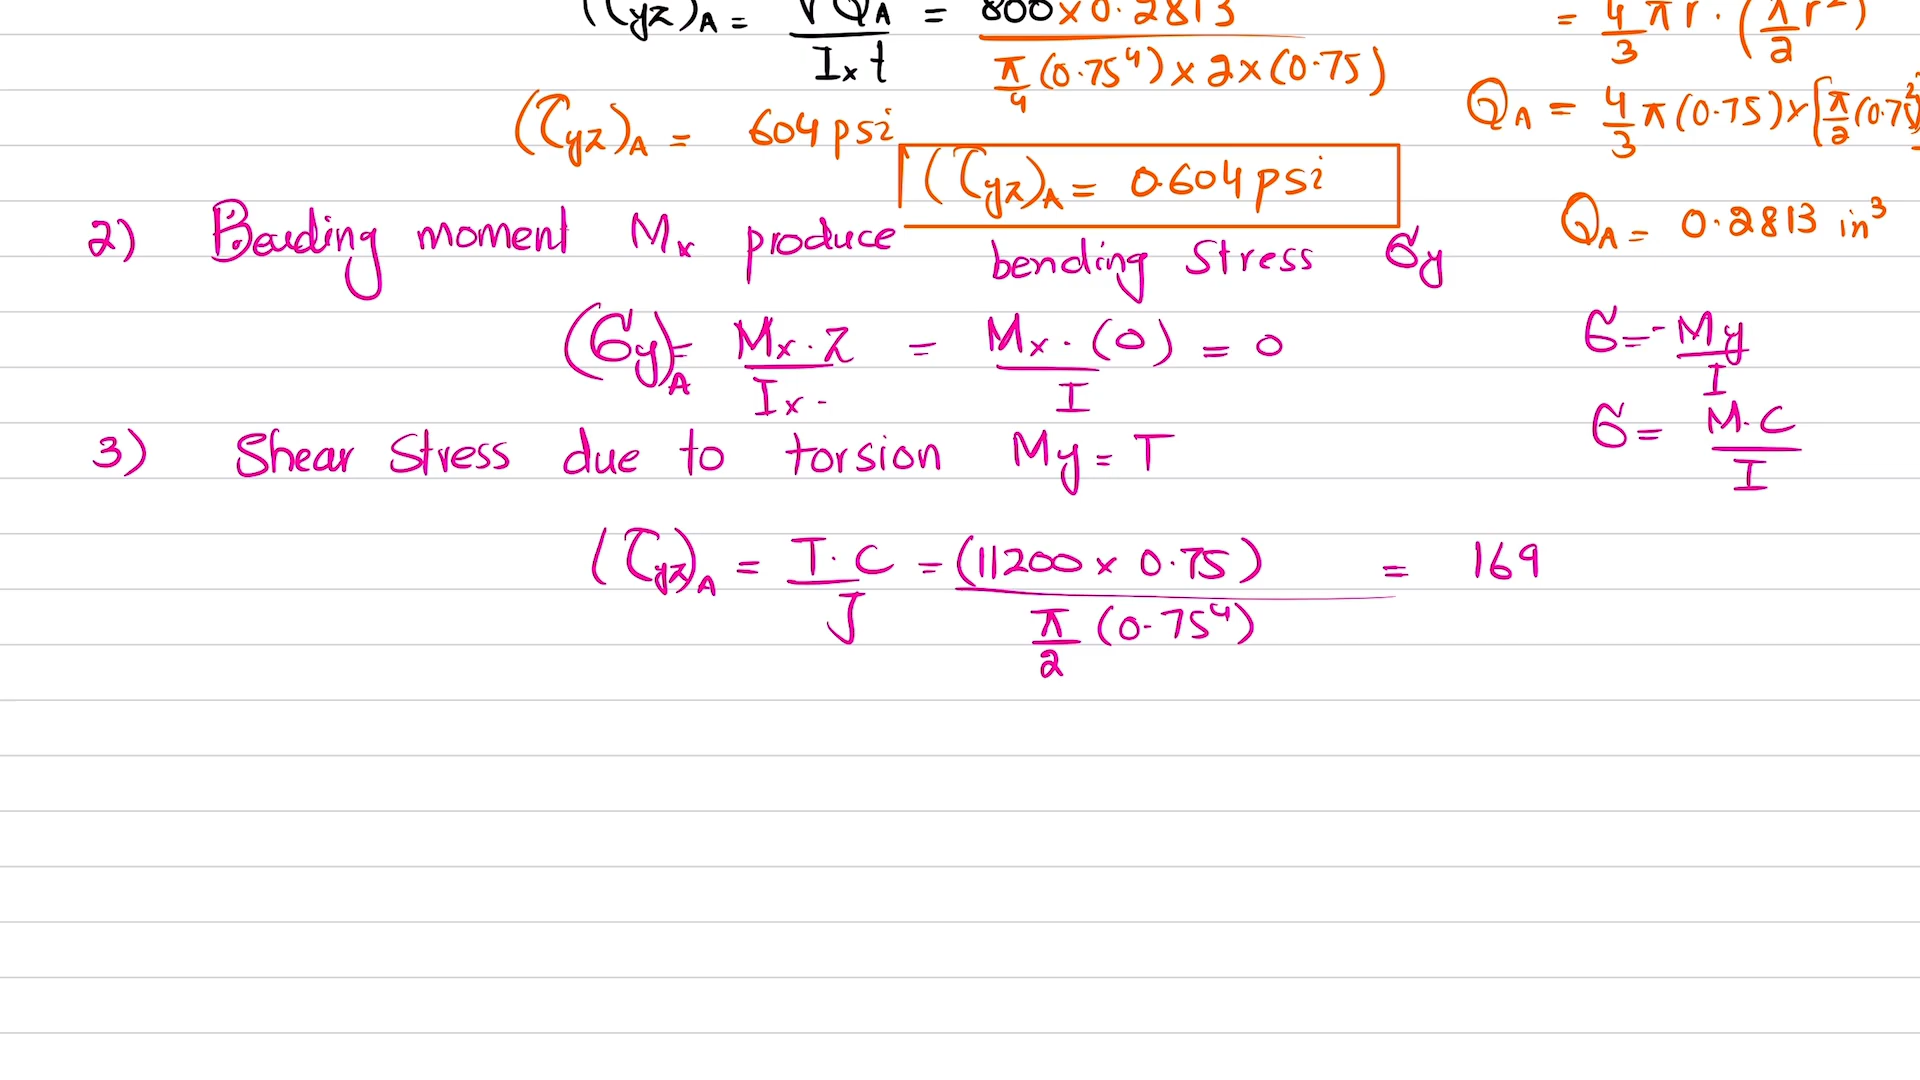 (τyz)A = VQA / Ix t = 800 × 0.2813 / π/4 (0.75⁴) × 2 × (0.75)
= 4/3 π r · (π/2 r²)
(τyz)A = 604 psi
QA = 4/3 π (0.75) × [π/2 (0.75²)]
(τyz)A = 0.604 psi
QA = 0.2813 in³
2) Bending moment Mx produce bending stress σy
(σy)A = Mx · z / Ix = Mx · (0) / I = 0
σ = - My / I
σ = M.C / I
3) Shear Stress due to torsion My = T
(τyz)A = T.C / J = (11200 × 0.75) / π/2 (0.75⁴) = 169